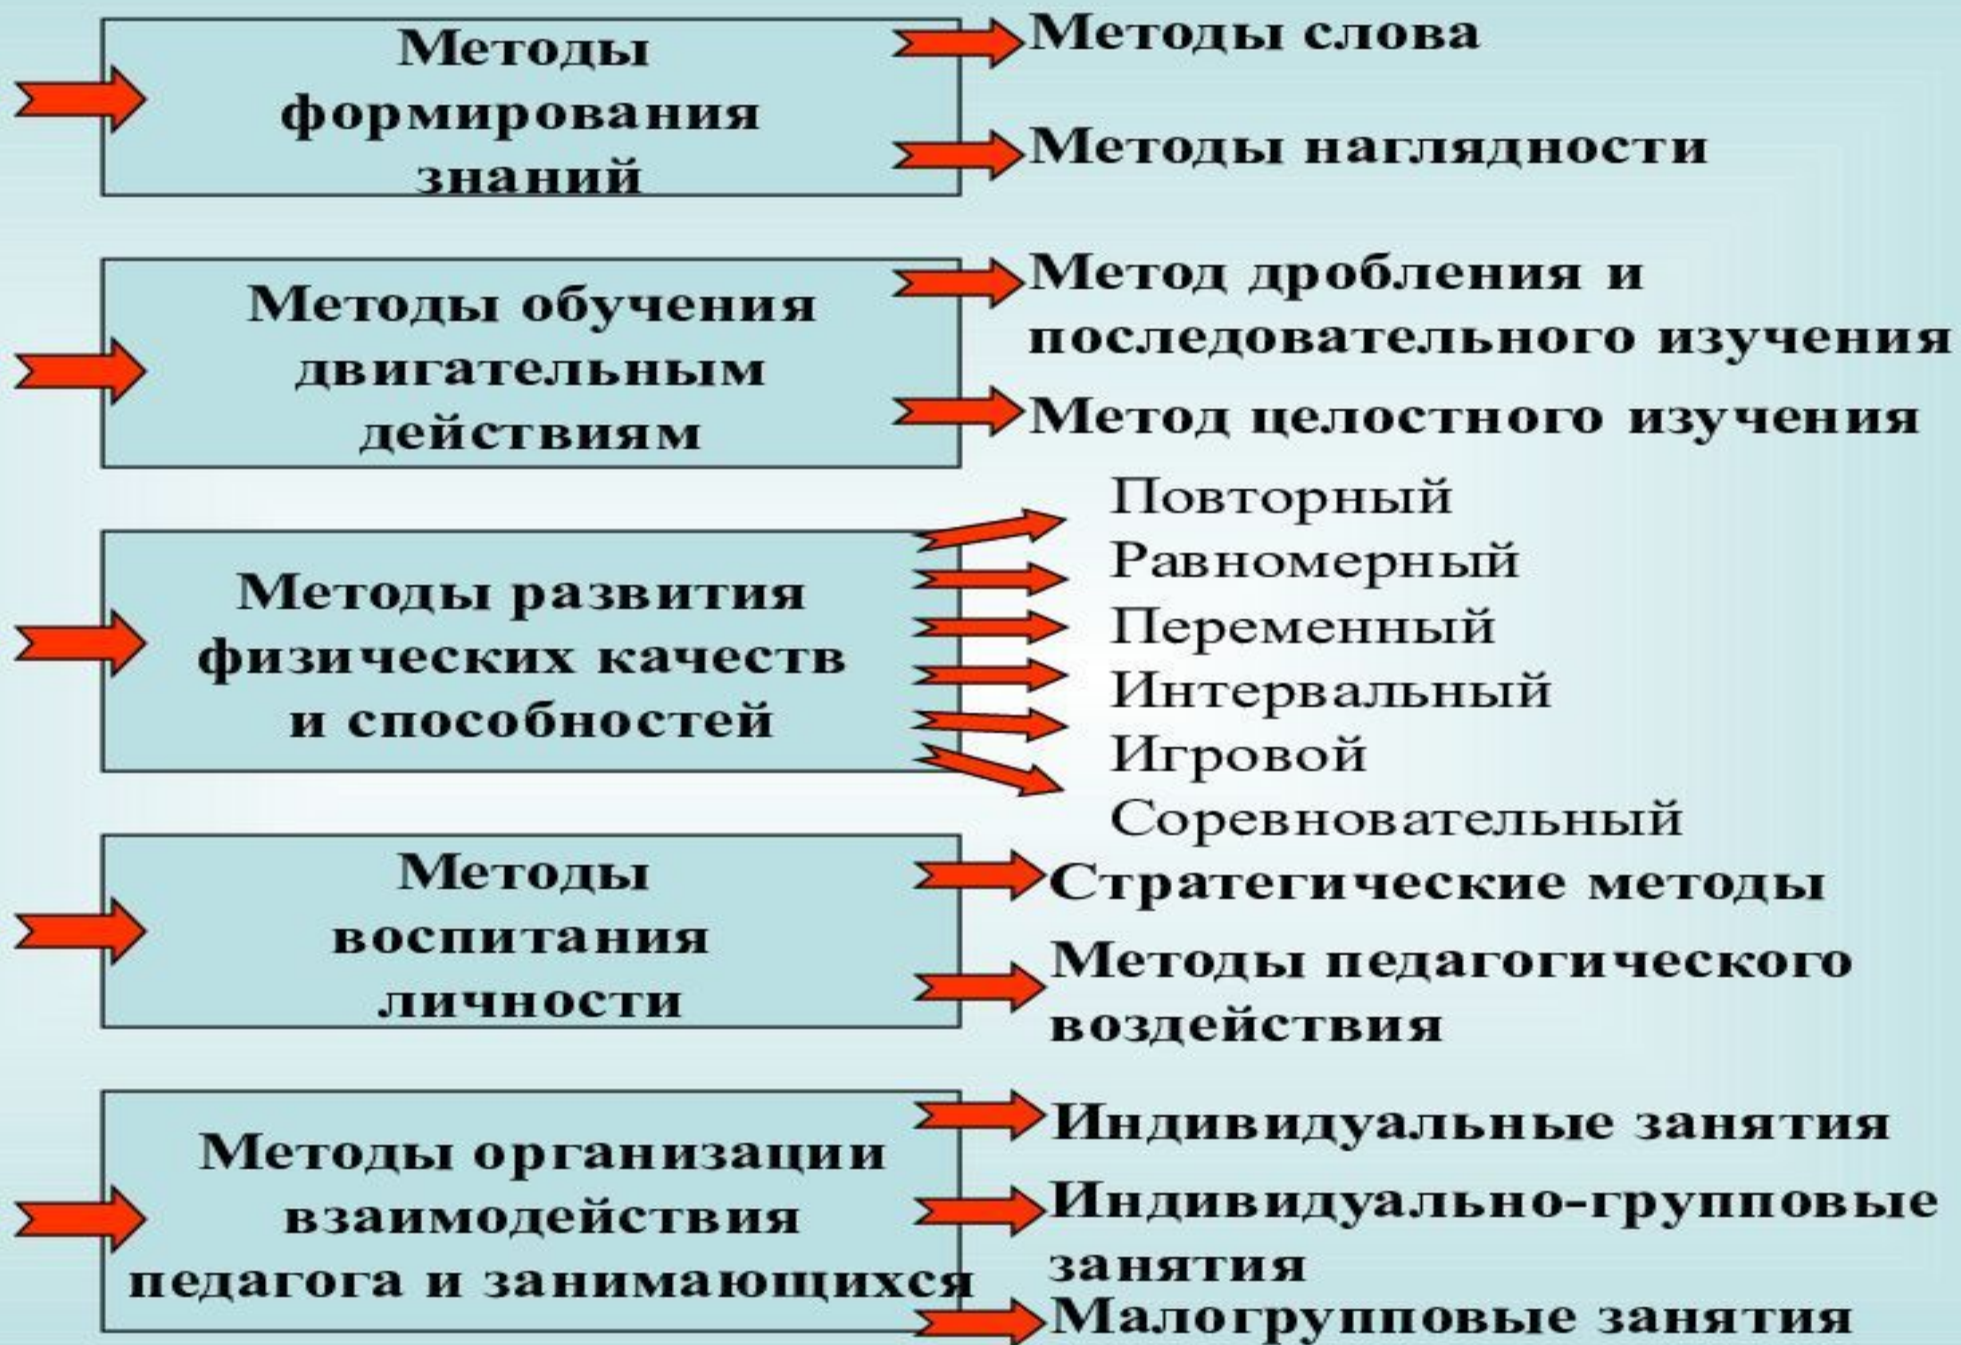 Методы
формирования
знаний
Методы слова
Методы наглядности
Методы обучения
двигательным
действиям
Метод дробления и
последовательного изучения
Метод целостного изучения
Методы развития
физических качеств
и способностей
Повторный
Равномерный
Переменный
Интервальный
Игровой
Соревновательный
Методы
воспитания
личности
Стратегические методы
Методы педагогического
воздействия
Методы организации
взаимодействия
педагога и занимающихся
Индивидуальные занятия
Индивидуально-групповые
занятия
Малогрупповые занятия